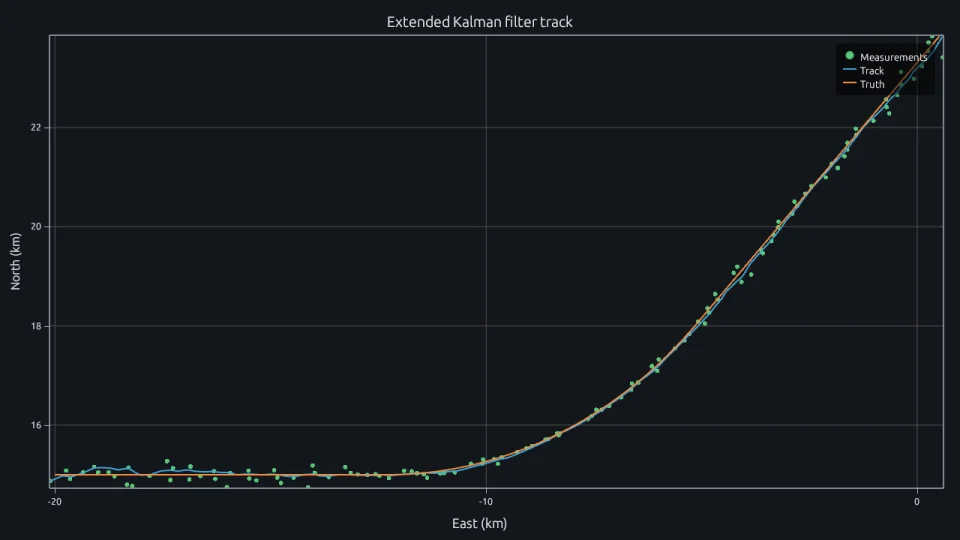 Extended Kalman filter track
Measurements
Track
Truth
North (km)
22
20
18
16
-20
-10
0
East (km)